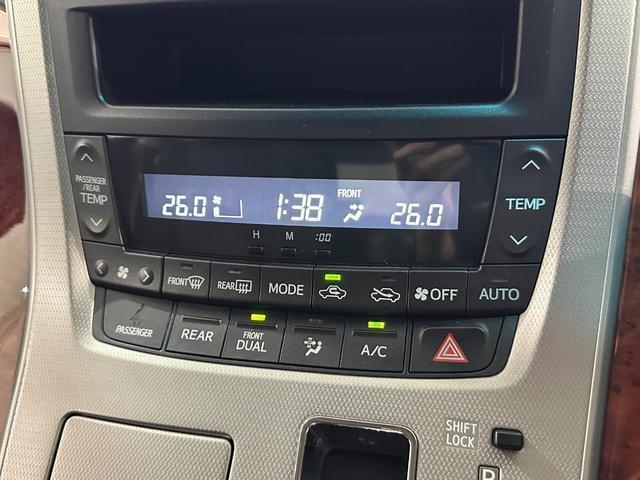 PASSENGER
/REAR
TEMP
26.0
1:38
FRONT
26.0
TEMP
H M :00
FRONT
REAR
MODE
OFF
AUTO
PASSENGER
REAR
FRONT
DUAL
A/C
SHIFT
LOCK
P